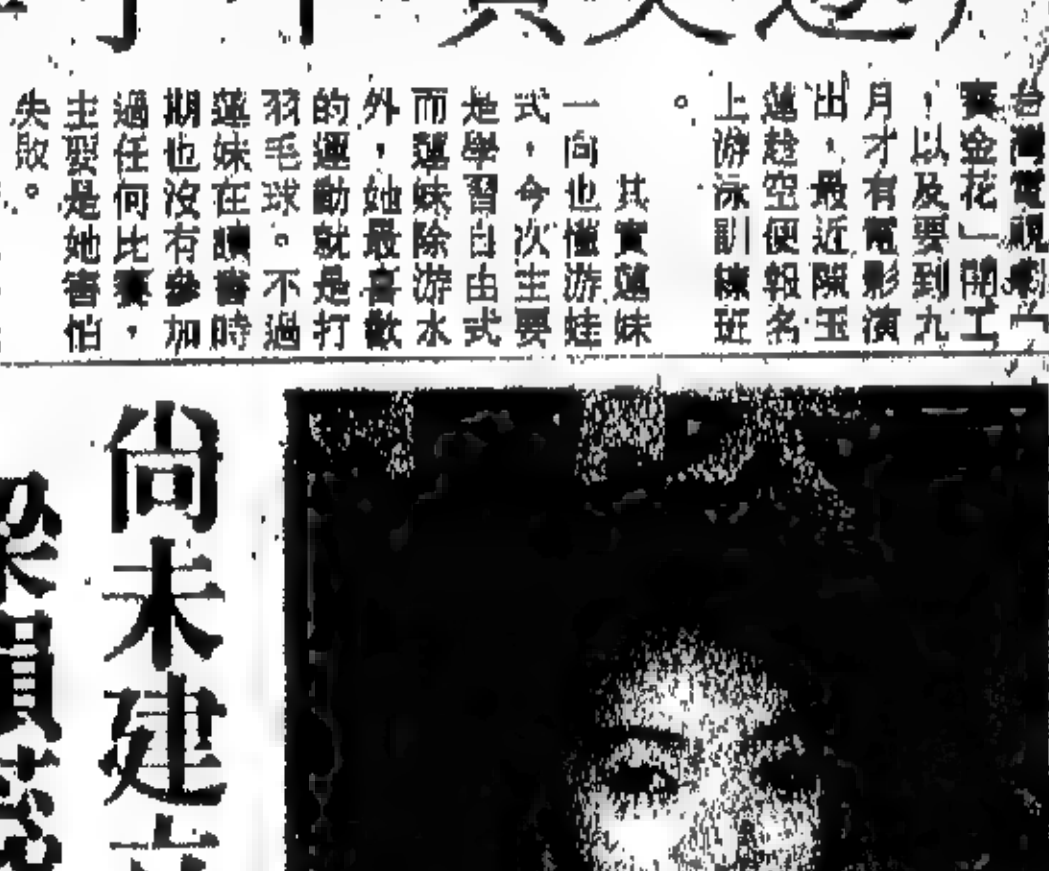 台灣電視劇「
賽金花」開工
，以及要到九
月才有電影演
出，最近陳玉
蓮趁空便報名
上游泳訓練班
。
其實蓮妹
一向也懂游蛙
式，今次主要
是學習自由式
而蓮妹除游水
外，她最喜歡
的運動就是打
羽毛球。不過
蓮妹在讀書時
期也沒有參加
過任何比賽，
主要是她害怕
失敗。
尚未建